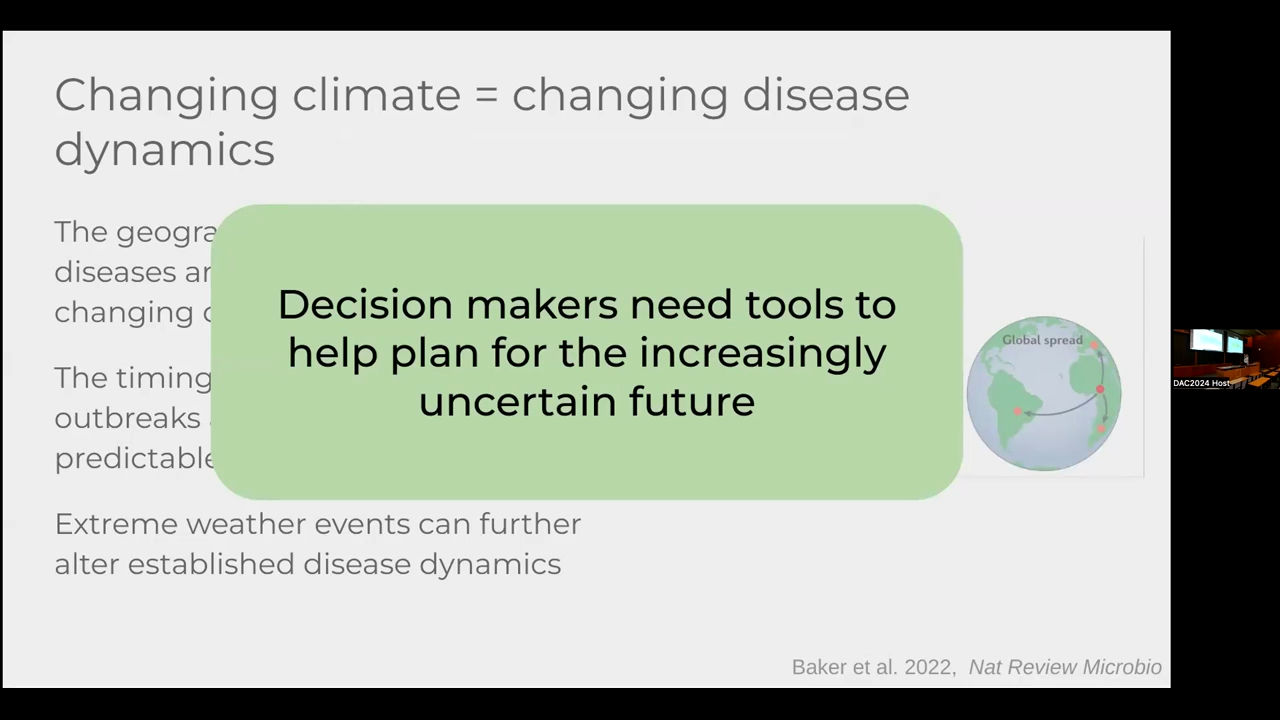 Changing climate = changing disease
dynamics
The geogra
diseases ar
changing
The timing
outbreaks
predictable
Decision makers need tools to
help plan for the increasingly
uncertain future
Global spread
Extreme weather events can further
alter established disease dynamics
Baker et al. 2022, Nat Review Microbio
DAC2024 Host